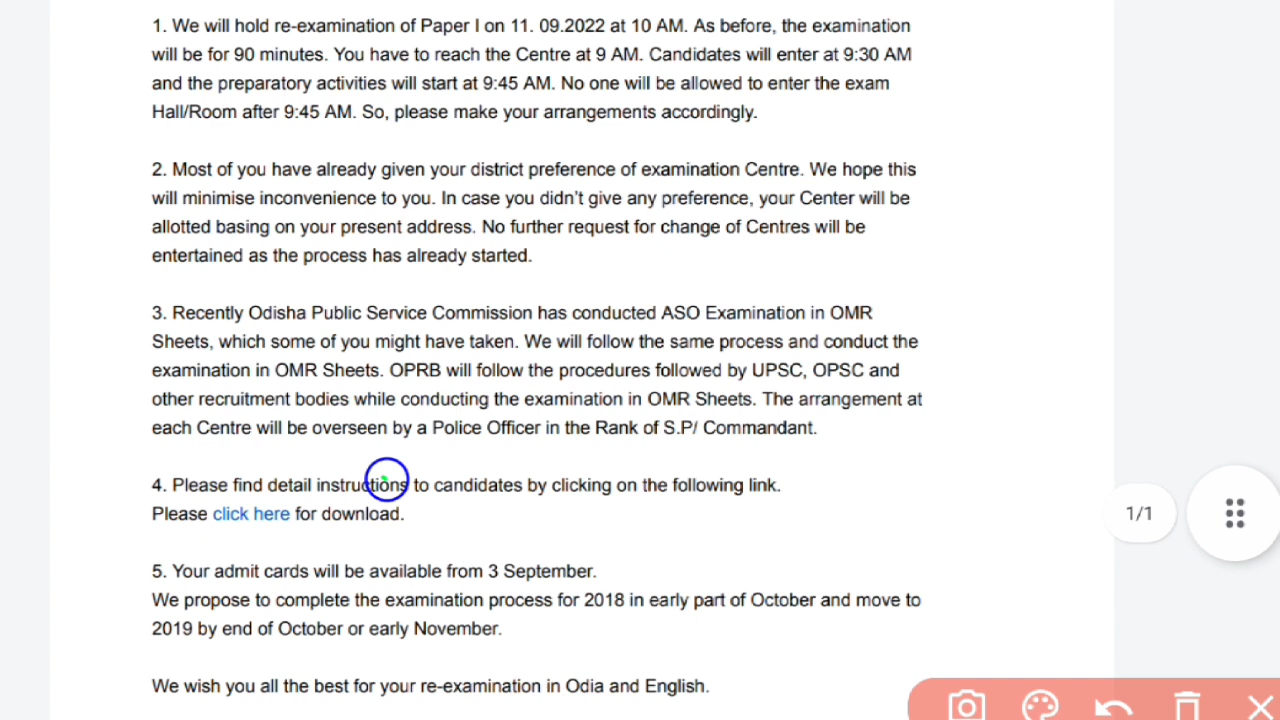 1. We will hold re-examination of Paper I on 11. 09.2022 at 10 AM. As before, the examination
will be for 90 minutes. You have to reach the Centre at 9 AM. Candidates will enter at 9:30 AM
and the preparatory activities will start at 9:45 AM. No one will be allowed to enter the exam
Hall/Room after 9:45 AM. So, please make your arrangements accordingly.
2. Most of you have already given your district preference of examination Centre. We hope this
will minimise inconvenience to you. In case you didn't give any preference, your Center will be
allotted basing on your present address. No further request for change of Centres will be
entertained as the process has already started.
3. Recently Odisha Public Service Commission has conducted ASO Examination in OMR
Sheets, which some of you might have taken. We will follow the same process and conduct the
examination in OMR Sheets. OPRB will follow the procedures followed by UPSC, OPSC and
other recruitment bodies while conducting the examination in OMR Sheets. The arrangement at
each Centre will be overseen by a Police Officer in the Rank of S.P/ Commandant.
4. Please find detail instructions to candidates by clicking on the following link.
Please click here for download.
1/1
5. Your admit cards will be available from 3 September.
We propose to complete the examination process for 2018 in early part of October and move to
2019 by end of October or early November.
We wish you all the best for your re-examination in Odia and English.